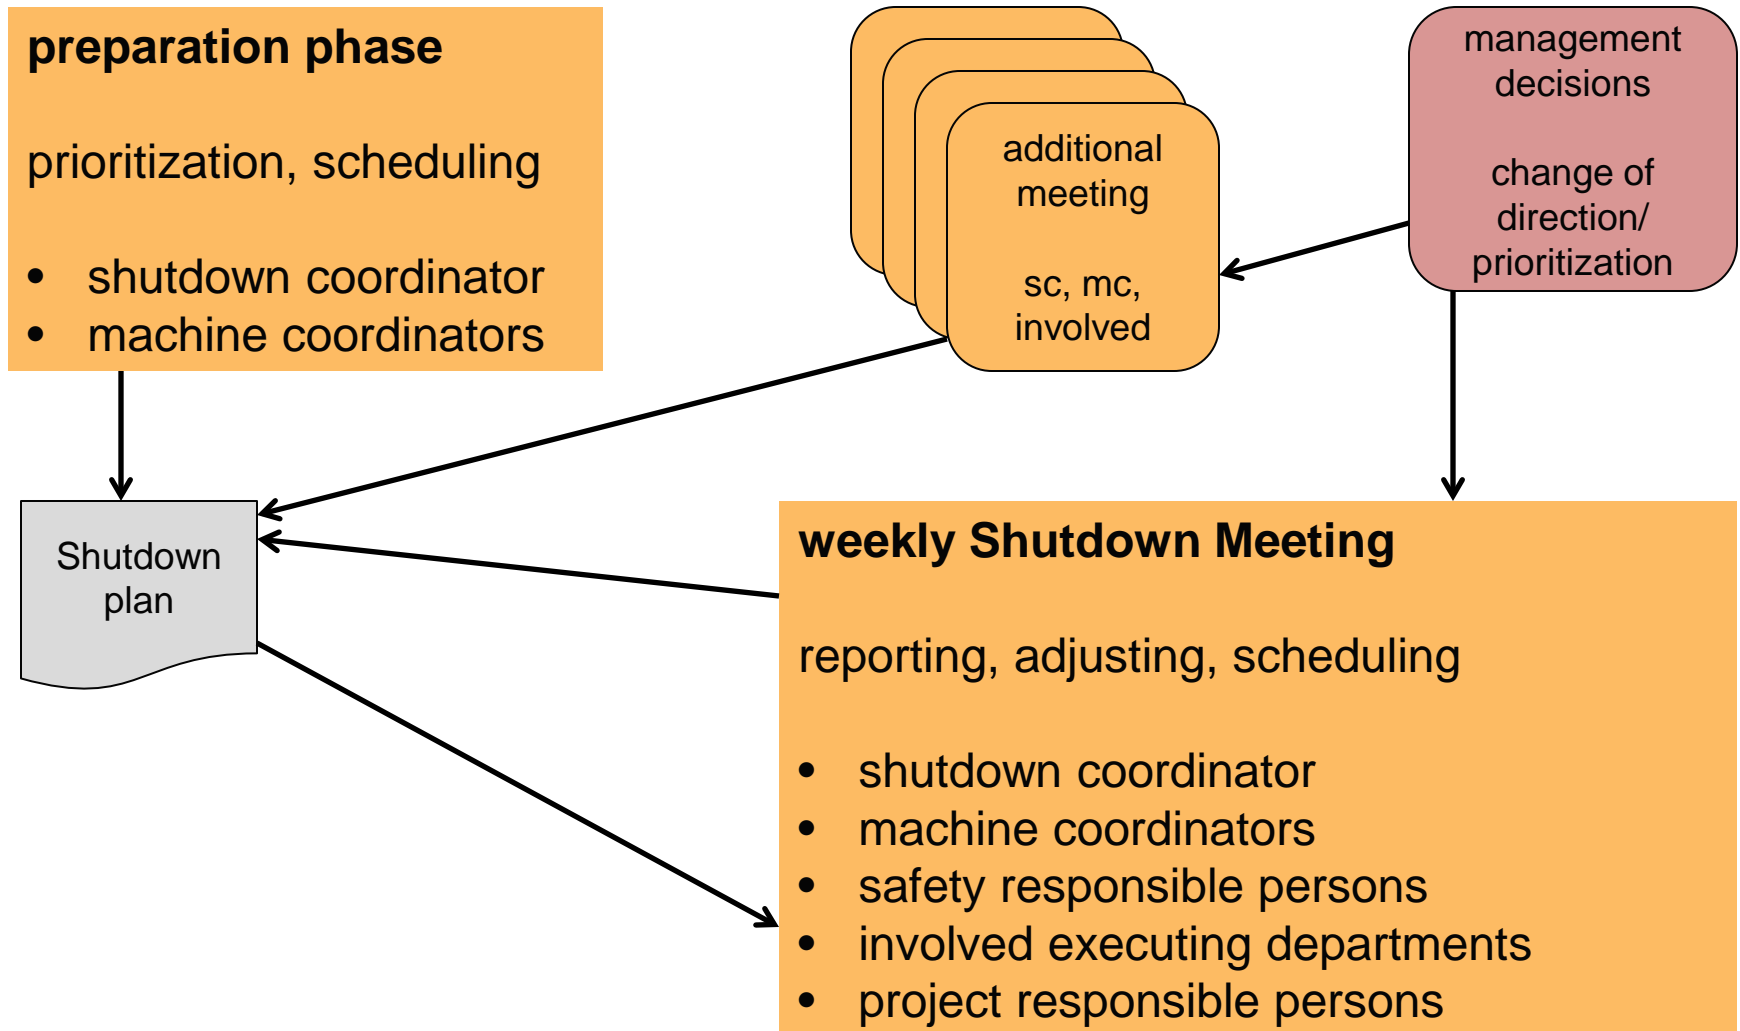 preparation phase
prioritization, scheduling
• shutdown coordinator
• machine coordinators
additional
meeting
sc, mc,
involved
management
decisions
change of
direction/
prioritization
Shutdown
plan
weekly Shutdown Meeting
reporting, adjusting, scheduling
• shutdown coordinator
• machine coordinators
• safety responsible persons
• involved executing departments
• project responsible persons